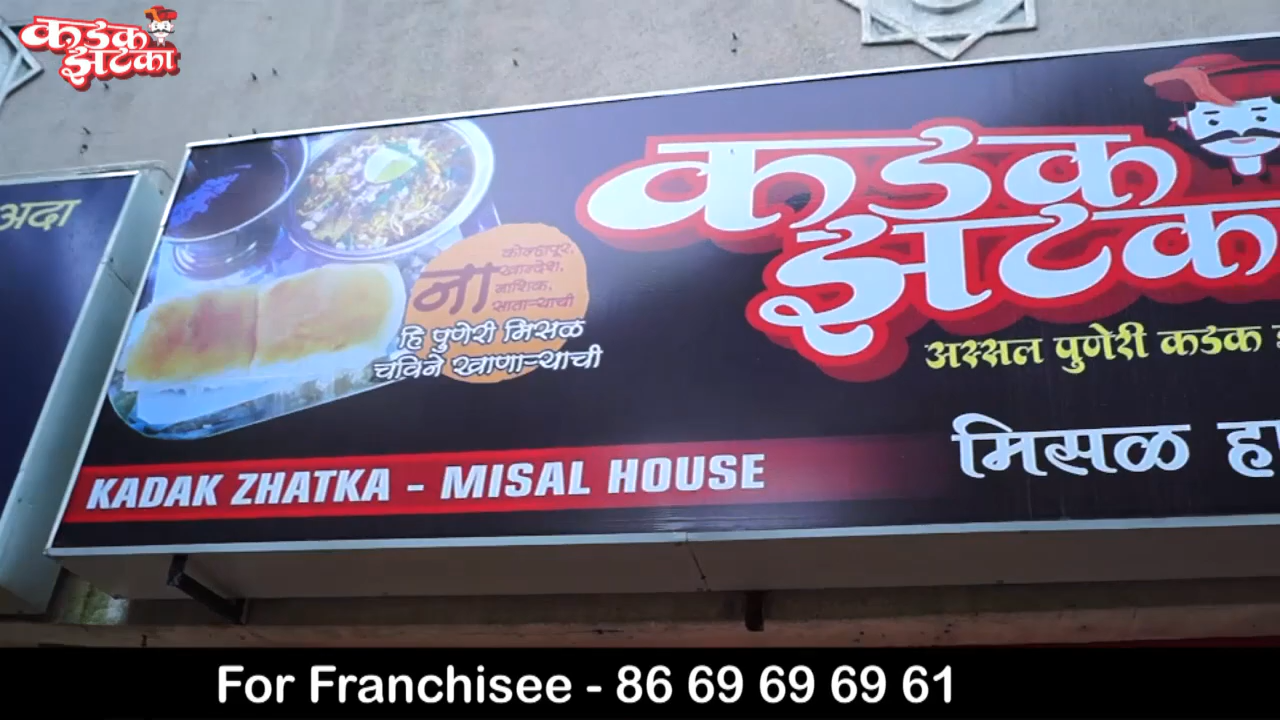 कडक
झटका
अदा
कडक
झटका
कोल्हापूर,
खान्देश,
ना नाशिक,
साताऱ्याची
हि पुणेरी मिसळ
चविने खाणाऱ्याची
अस्सल पुणेरी कडक
मिसळ
KADAK ZHATKA - MISAL HOUSE
For Franchisee - 86 69 69 69 61